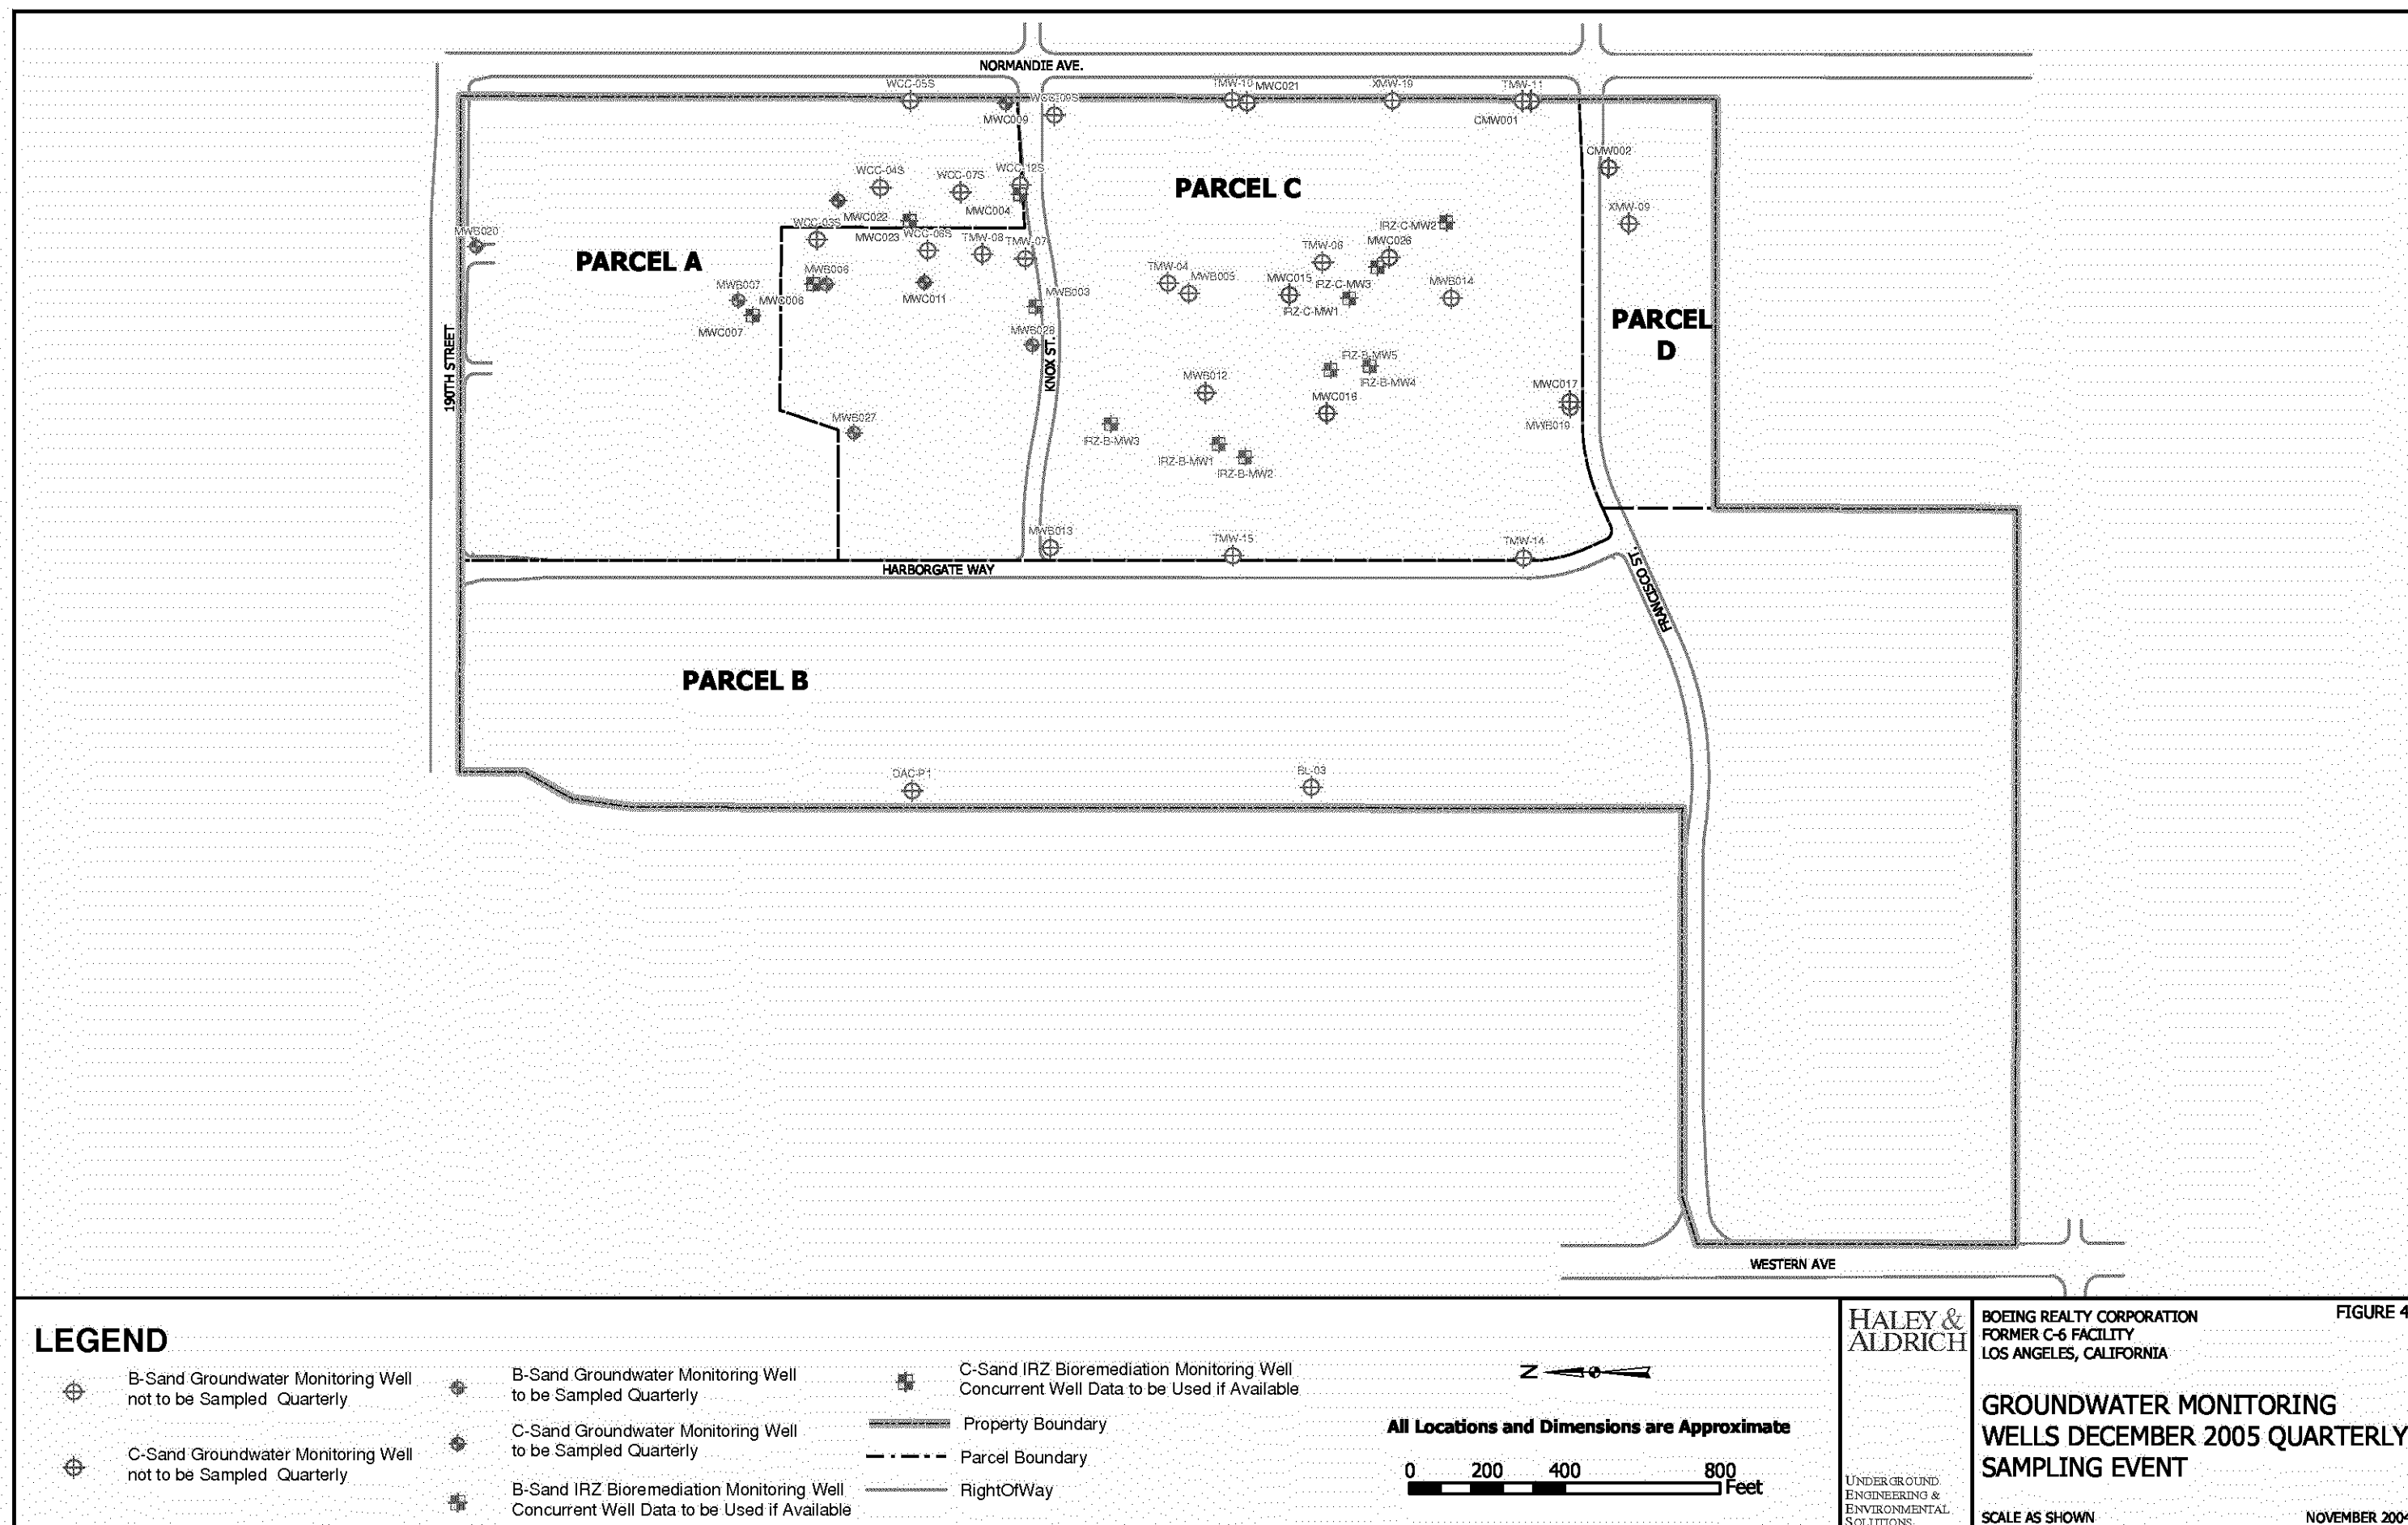 NORMANDIE AVE.
WCC-05S
MWC009
WCC-09S
TMW-10
MWC021
XMW-19
TMW-11
CMW001
CMW002
XMW-09
WCC-04S
WCC-07S
WCC-12S
PARCEL C
MWC022
MWC004
WCC-03S
MWC023
WCC-06S
TMW-08
TMW-07
IRZ-C-MW2
MWC026
TMW-06
MWB020
PARCEL A
MWB006
MWB007
MWC006
MWC007
MWC011
MWB003
MWB028
TMW-04
MWB005
MWC015
IRZ-C-MW3
IRZ-C-MW1
MWB014
PARCEL
D
190TH STREET
KNOX ST.
IRZ-B-MW5
IRZ-B-MW4
MWB012
MWC016
MWC017
MWB019
MWB027
IRZ-B-MW3
IRZ-B-MW1
IRZ-B-MW2
MWB013
TMW-15
TMW-14
HARBORGATE WAY
FRANCISCO ST.
PARCEL B
DAC-P1
BL-03
WESTERN AVE
LEGEND
B-Sand Groundwater Monitoring Well
not to be Sampled Quarterly
C-Sand Groundwater Monitoring Well
not to be Sampled Quarterly
B-Sand Groundwater Monitoring Well
to be Sampled Quarterly
C-Sand Groundwater Monitoring Well
to be Sampled Quarterly
B-Sand IRZ Bioremediation Monitoring Well
Concurrent Well Data to be Used if Available
C-Sand IRZ Bioremediation Monitoring Well
Concurrent Well Data to be Used if Available
Property Boundary
Parcel Boundary
RightOfWay
N
All Locations and Dimensions are Approximate
0 200 400 800
Feet
HALEY &
ALDRICH
UNDERGROUND
ENGINEERING &
ENVIRONMENTAL
SOLUTIONS
BOEING REALTY CORPORATION
FORMER C-6 FACILITY
LOS ANGELES, CALIFORNIA
FIGURE 4
GROUNDWATER MONITORING
WELLS DECEMBER 2005 QUARTERLY
SAMPLING EVENT
SCALE AS SHOWN
NOVEMBER